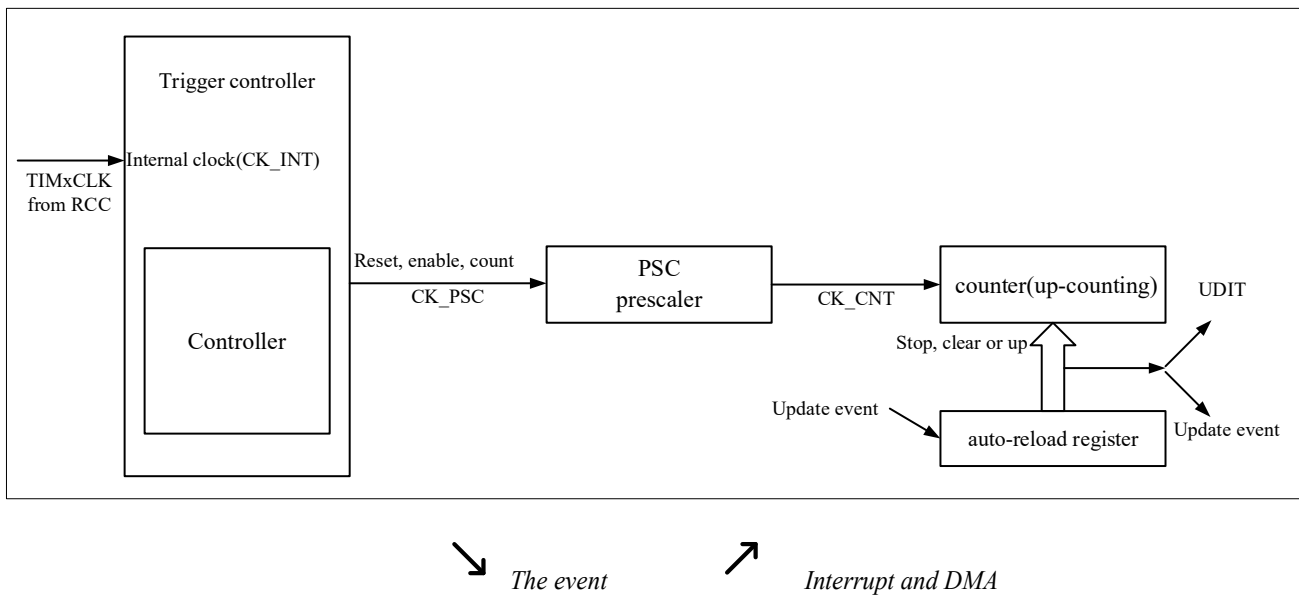 Trigger controller
Internal clock(CK_INT)
TIMxCLK
from RCC
Controller
Reset, enable, count
CK_PSC
PSC
prescaler
CK_CNT
counter(up-counting)
UDIT
Stop, clear or up
Update event
auto-reload register
Update event
The event
Interrupt and DMA